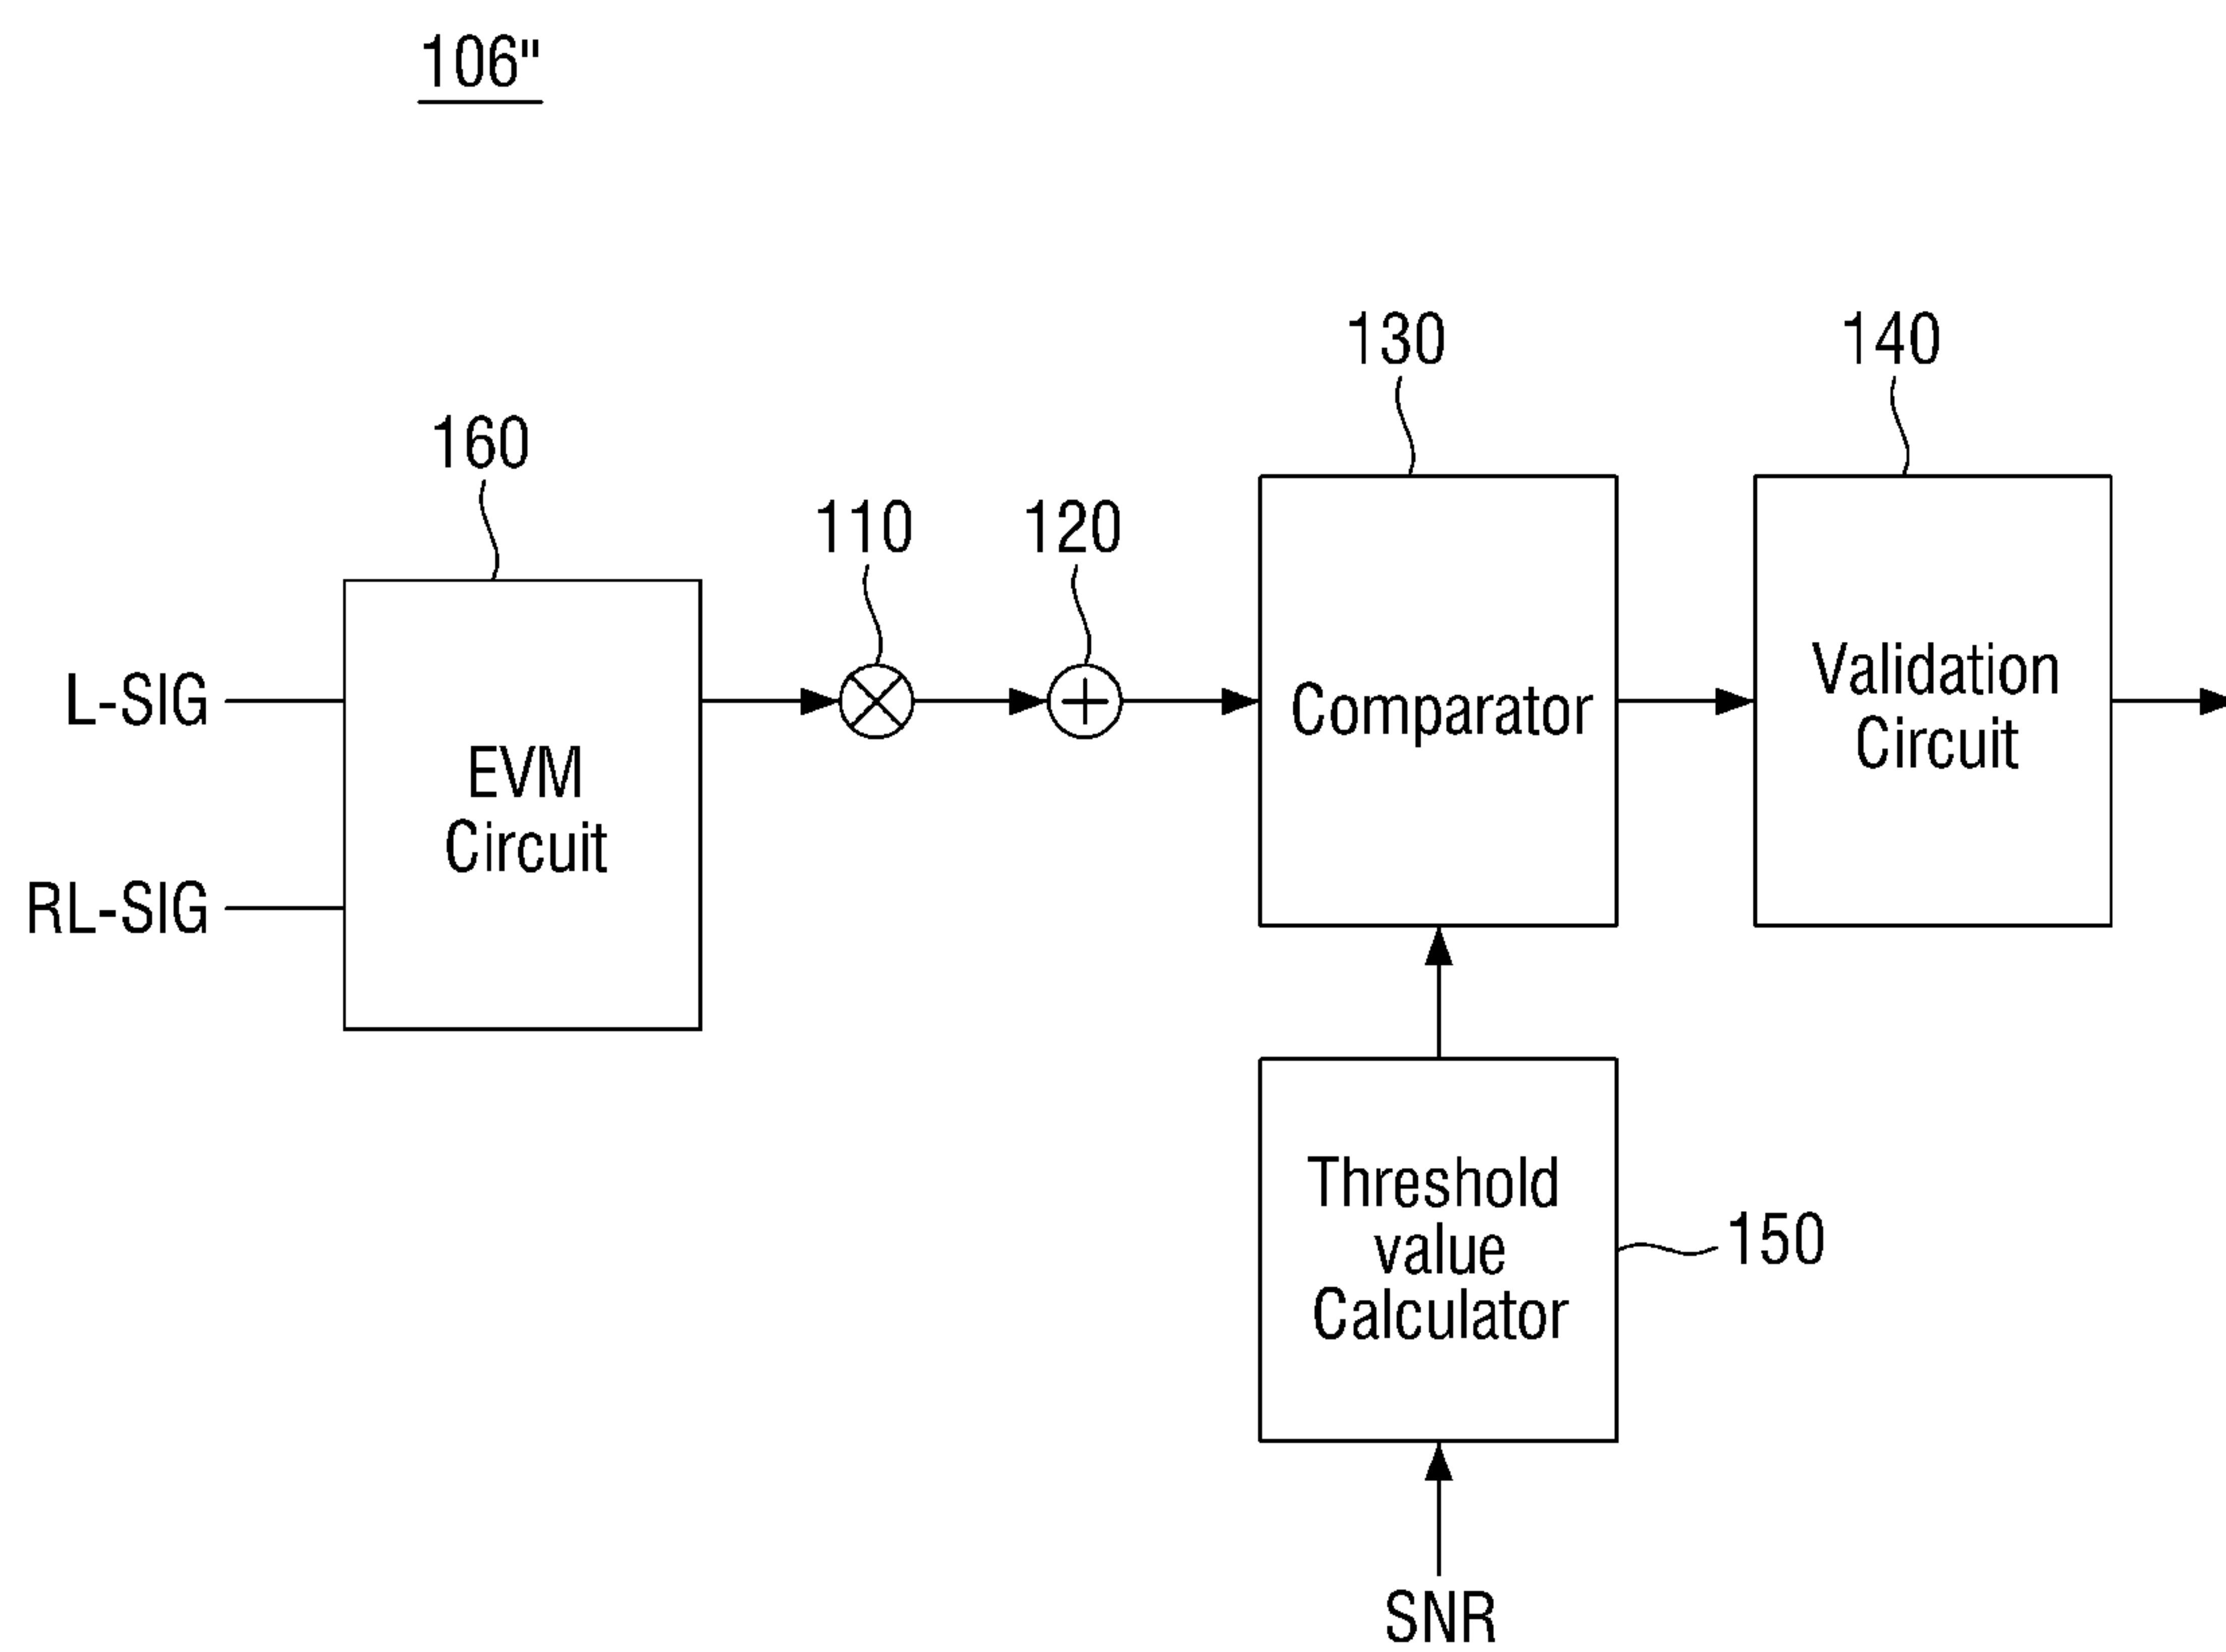 106"
130
140
160
110
120
L-SIG
RL-SIG
EVM
Circuit
Comparator
Validation
Circuit
Threshold
value
Calculator
150
SNR